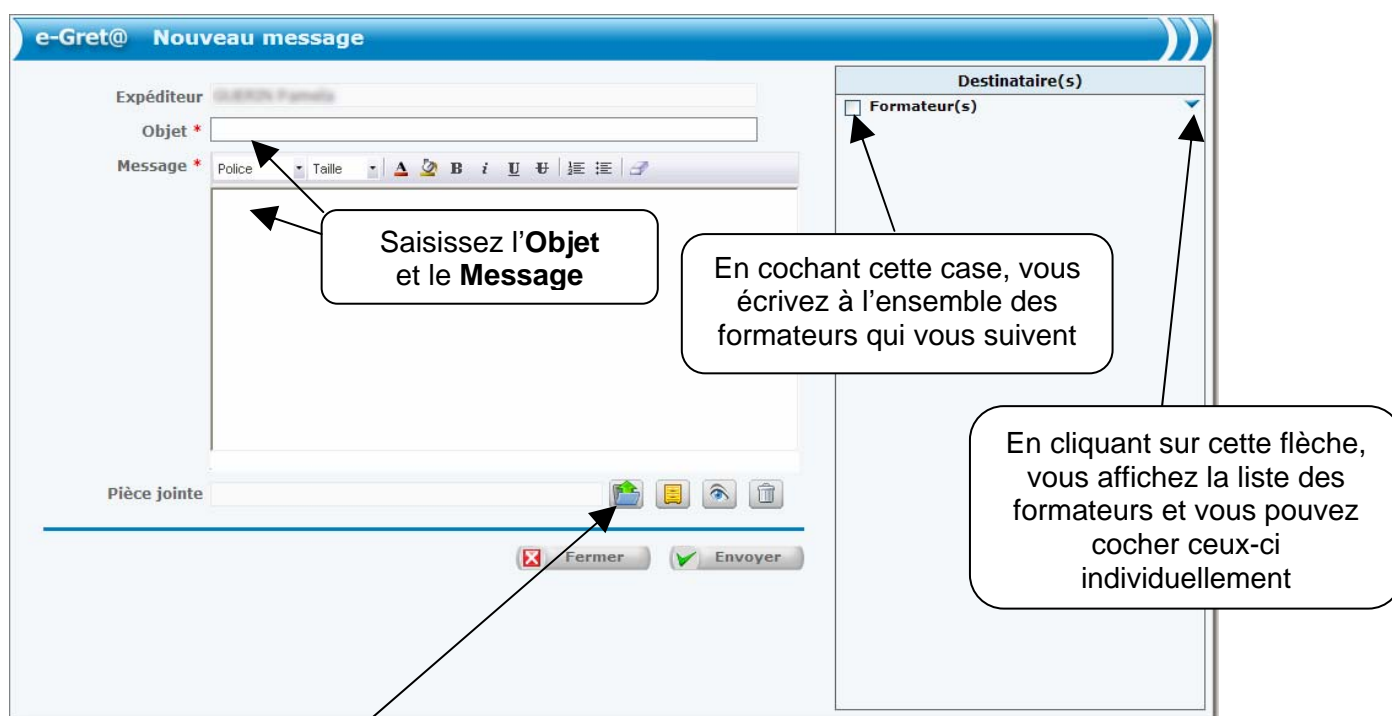 e-Gret@ Nouveau message
Destinataire(s)
Expéditeur
Formateur(s)
Objet *
Message *
Police Taille A B i U U
Saisissez l’Objet
et le Message
En cochant cette case, vous
écrivez à l’ensemble des
formateurs qui vous suivent
En cliquant sur cette flèche,
vous affichez la liste des
formateurs et vous pouvez
cocher ceux-ci
individuellement
Pièce jointe
Fermer Envoyer